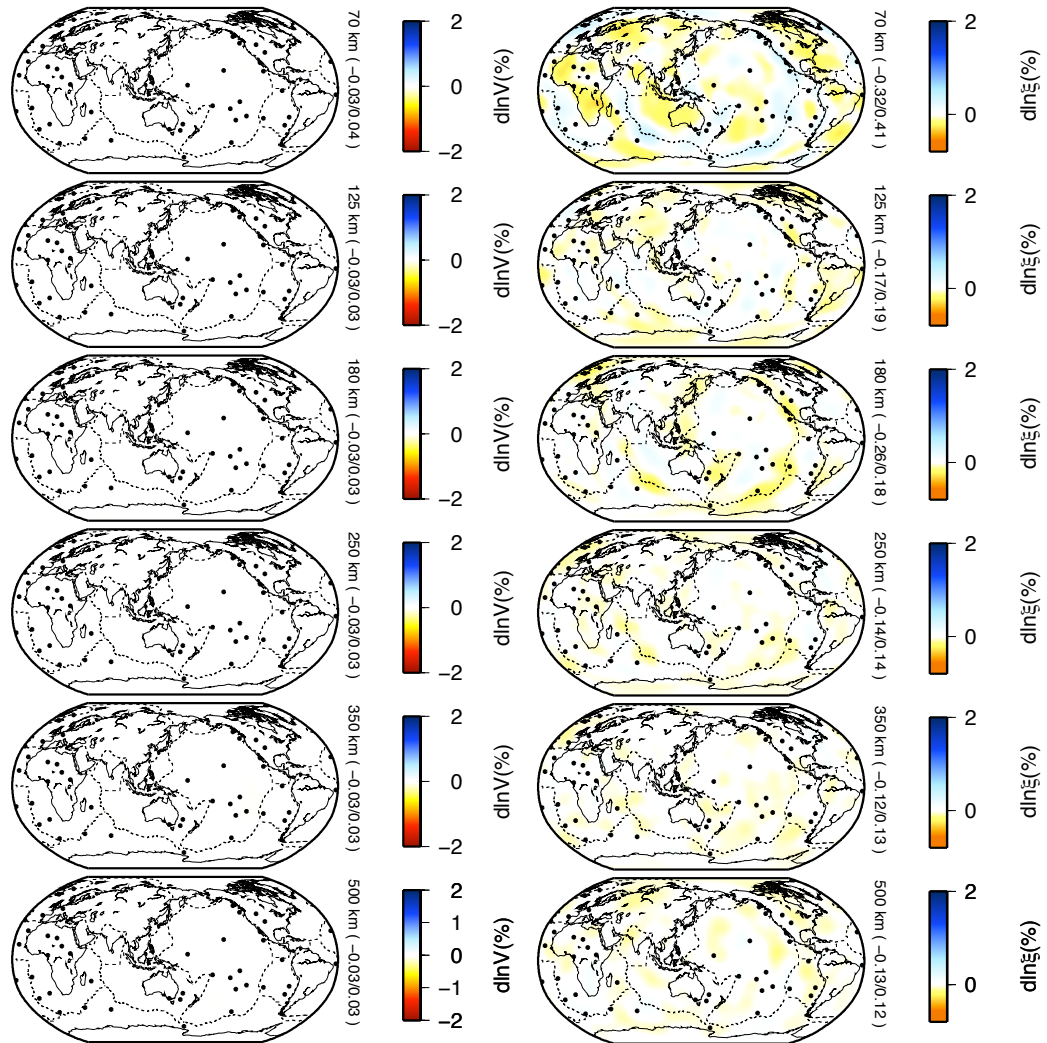 70 km ( −0.03/0.04 )
2
0
−2
dlnV(%)
70 km ( −0.32/0.41 )
2
0
dlnξ(%)
125 km ( −0.03/0.03 )
2
0
−2
dlnV(%)
125 km ( −0.17/0.19 )
2
0
dlnξ(%)
180 km ( −0.03/0.03 )
2
0
−2
dlnV(%)
180 km ( −0.26/0.18 )
2
0
dlnξ(%)
250 km ( −0.03/0.03 )
2
0
−2
dlnV(%)
250 km ( −0.14/0.14 )
2
0
dlnξ(%)
350 km ( −0.03/0.03 )
2
0
−2
dlnV(%)
350 km ( −0.12/0.13 )
2
0
dlnξ(%)
500 km ( −0.03/0.03 )
2
1
0
−1
−2
dlnV(%)
500 km ( −0.13/0.12 )
2
0
dlnξ(%)